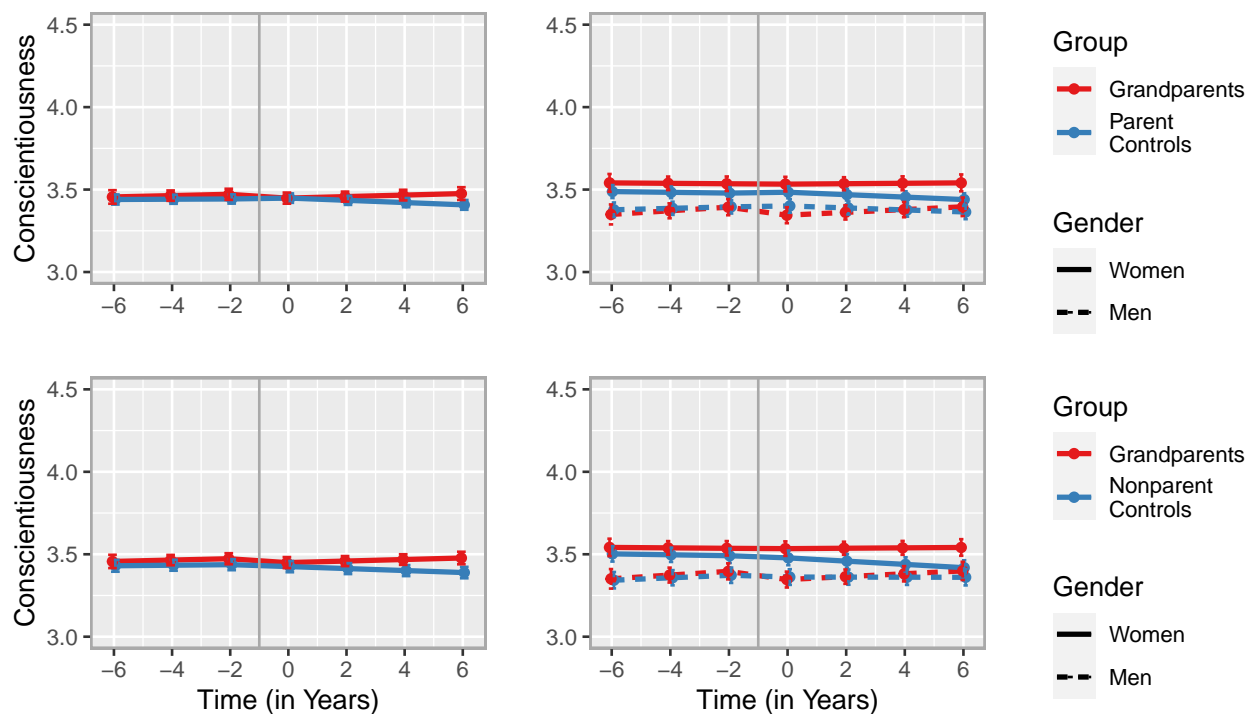 4.5
4.0
3.5
3.0
Conscientiousness
−6 −4 −2 0 2 4 6
4.5
4.0
3.5
3.0
−6 −4 −2 0 2 4 6
Group
Grandparents
Parent
Controls
Gender
Women
Men
4.5
4.0
3.5
3.0
Conscientiousness
−6 −4 −2 0 2 4 6
Time (in Years)
4.5
4.0
3.5
3.0
−6 −4 −2 0 2 4 6
Time (in Years)
Group
Grandparents
Nonparent
Controls
Gender
Women
Men